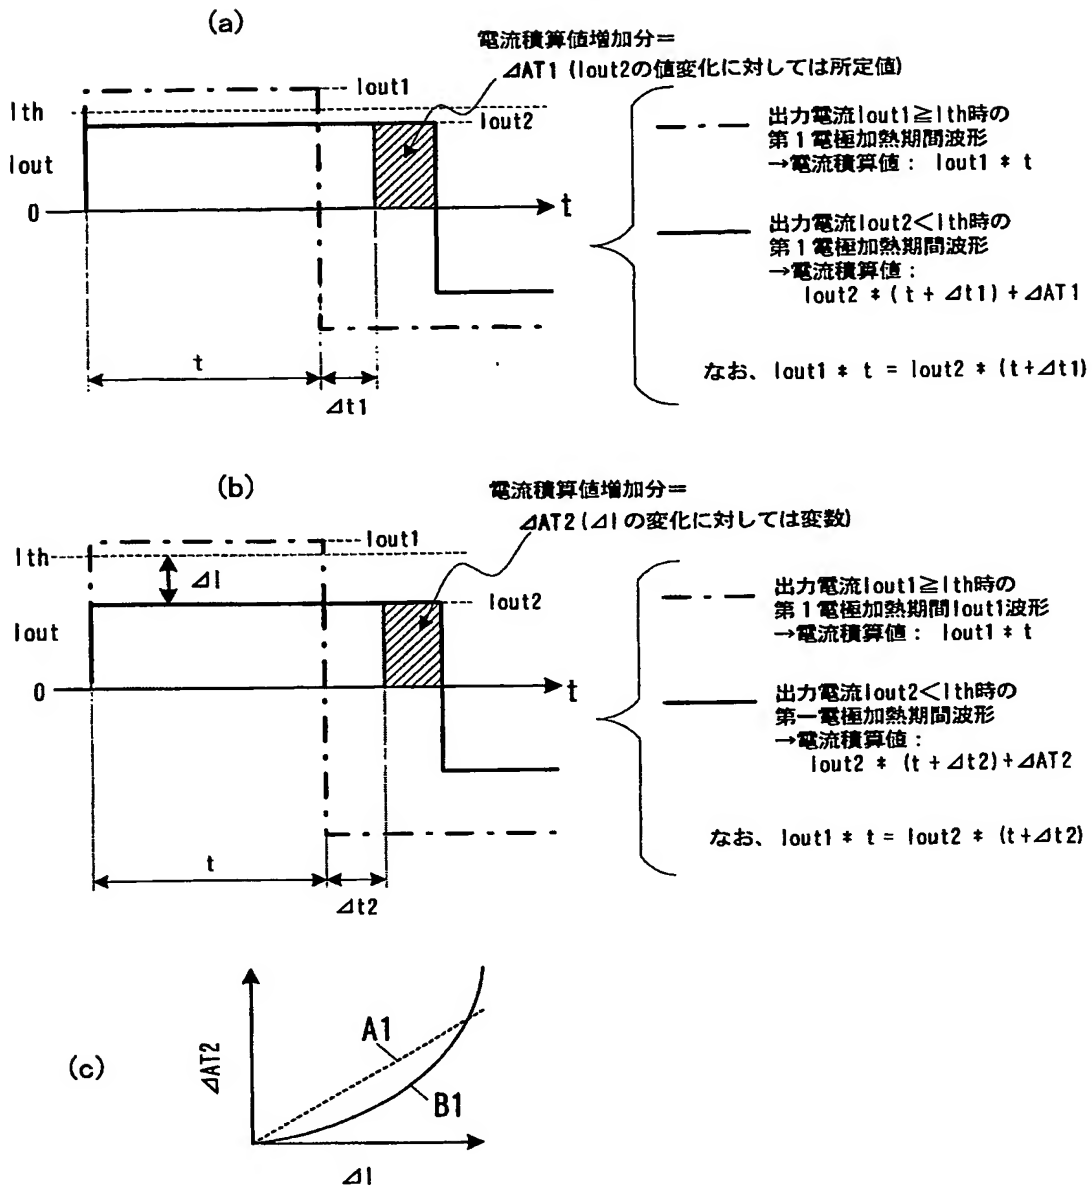 (a)
電流積算値増加分=
⊿AT1 (Iout2の値変化に対しては所定値)
Iout1
Ith
Iout2
Iout
0
t
t
⊿t1
出力電流Iout1≧Ith時の
第1電極加熱期間波形
→電流積算値: Iout1 * t
出力電流Iout2<Ith時の
第1電極加熱期間波形
→電流積算値:
Iout2 * (t + ⊿t1) + ⊿AT1
なお、Iout1 * t = Iout2 * (t+⊿t1)
(b)
電流積算値増加分=
⊿AT2 (⊿Iの変化に対しては変数)
Iout1
Ith
⊿I
Iout2
Iout
0
t
t
⊿t2
出力電流Iout1≧Ith時の
第1電極加熱期間Iout1波形
→電流積算値: Iout1 * t
出力電流Iout2<Ith時の
第一電極加熱期間波形
→電流積算値:
Iout2 * (t + ⊿t2) + ⊿AT2
なお、Iout1 * t = Iout2 * (t+⊿t2)
(c)
⊿AT2
A1
B1
⊿I